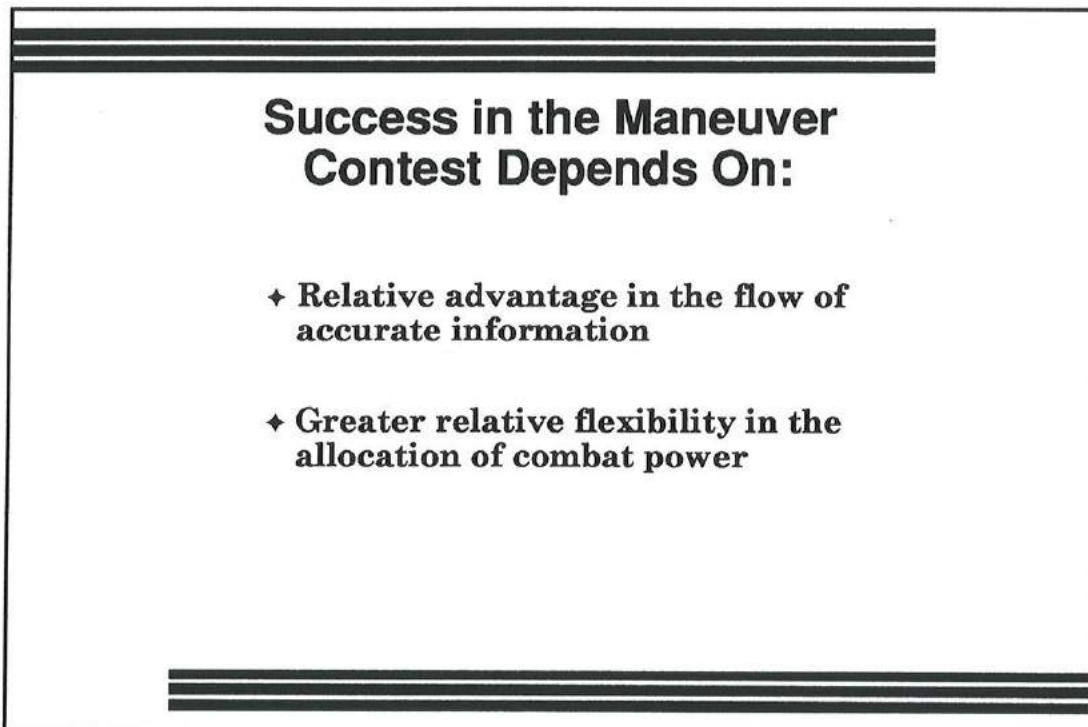 Success in the Maneuver
Contest Depends On:
✦ Relative advantage in the flow of
accurate information
✦ Greater relative flexibility in the
allocation of combat power